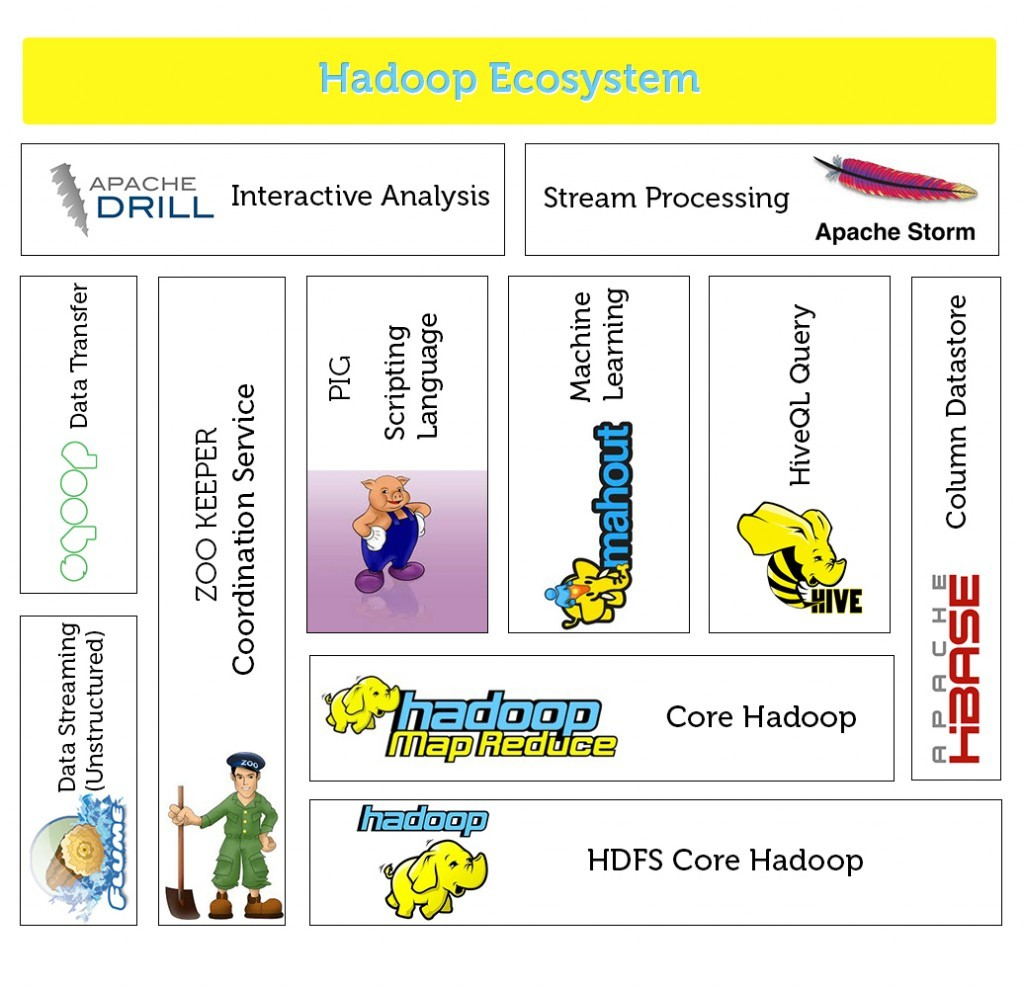 Hadoop Ecosystem
APACHE
DRILL
Interactive Analysis
Stream Processing
Apache Storm
Data Transfer
sqoop
ZOO KEEPER
Coordination Service
ZOO
PIG
Scripting
Language
Machine
Learning
mahout
HiveQL Query
HIVE
Column Datastore
APACHE
HBASE
Data Streaming
(Unstructured)
FLUME
hadoop
Map Reduce
Core Hadoop
hadoop
HDFS Core Hadoop